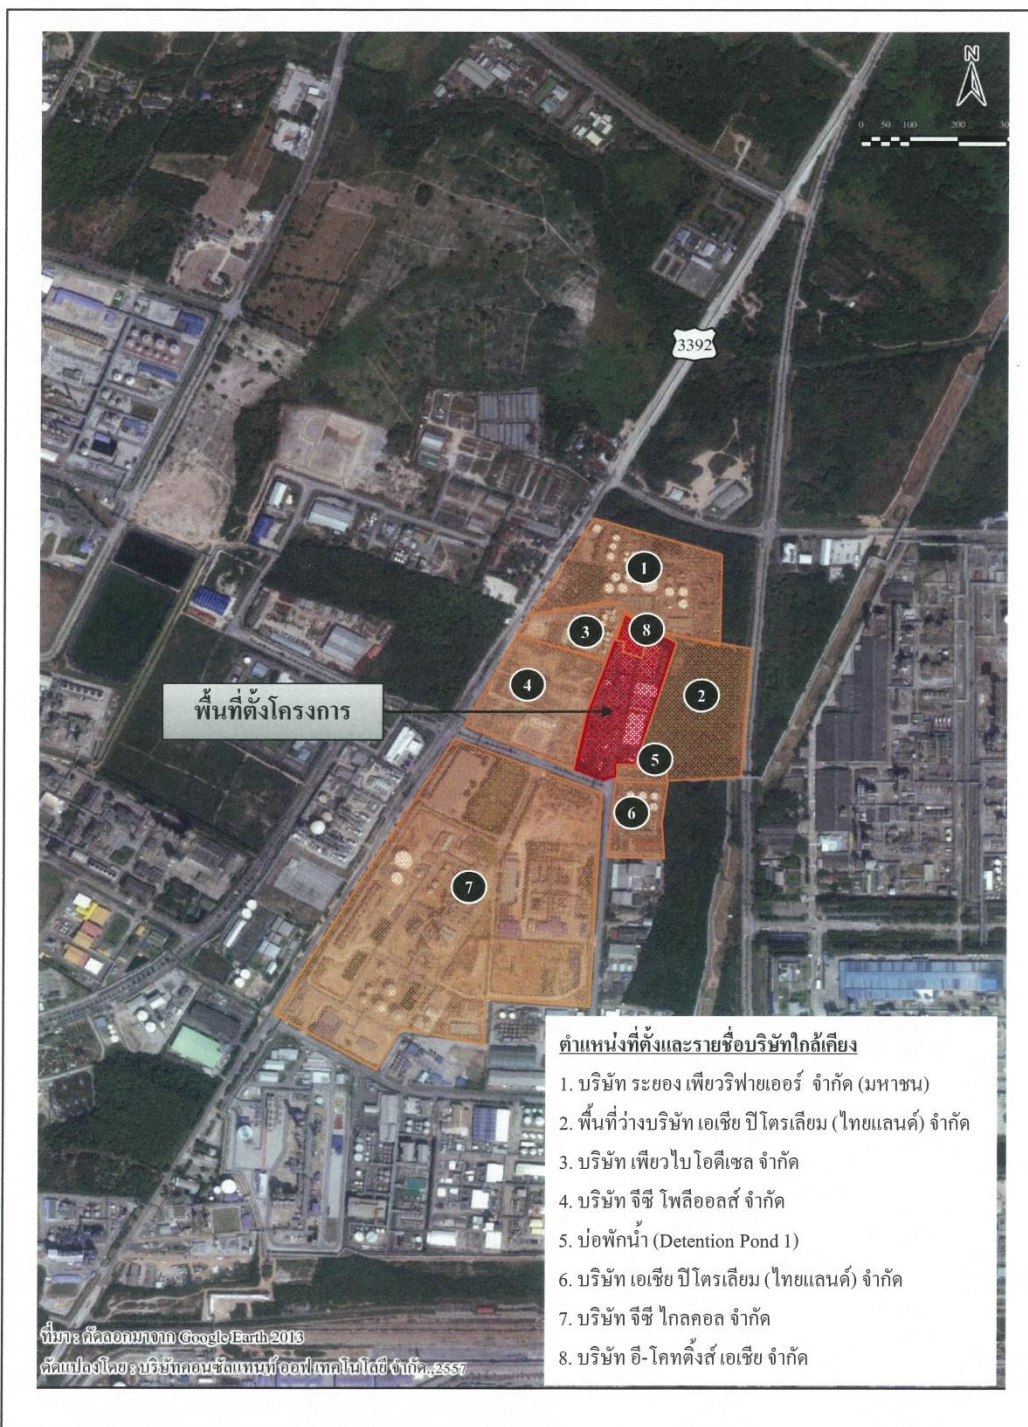 N
0 50 100 200 30
3392
1
3
8
4
2
พื้นที่ตั้งโครงการ
5
6
7
ตำแหน่งที่ตั้งและรายชื่อบริษัทใกล้เคียง
1. บริษัท ระยอง เพียวริฟายเออร์ จำกัด (มหาชน)
2. พื้นที่ว่างบริษัท เอเชีย ปิโตรเลียม (ไทยแลนด์) จำกัด
3. บริษัท เพียวไบโอดีเซล จำกัด
4. บริษัท จีซี โพลีออลส์ จำกัด
5. บ่อพักน้ำ (Detention Pond 1)
6. บริษัท เอเชีย ปิโตรเลียม (ไทยแลนด์) จำกัด
7. บริษัท จีซี ไกลคอล จำกัด
8. บริษัท อี-โคทติ้งส์ เอเชีย จำกัด
ที่มา : คัดลอกมาจาก Google Earth 2013
ดัดแปลงโดย : บริษัทคอนซัลแทนท์ ออฟ เทคโนโลยี จำกัด.,2557